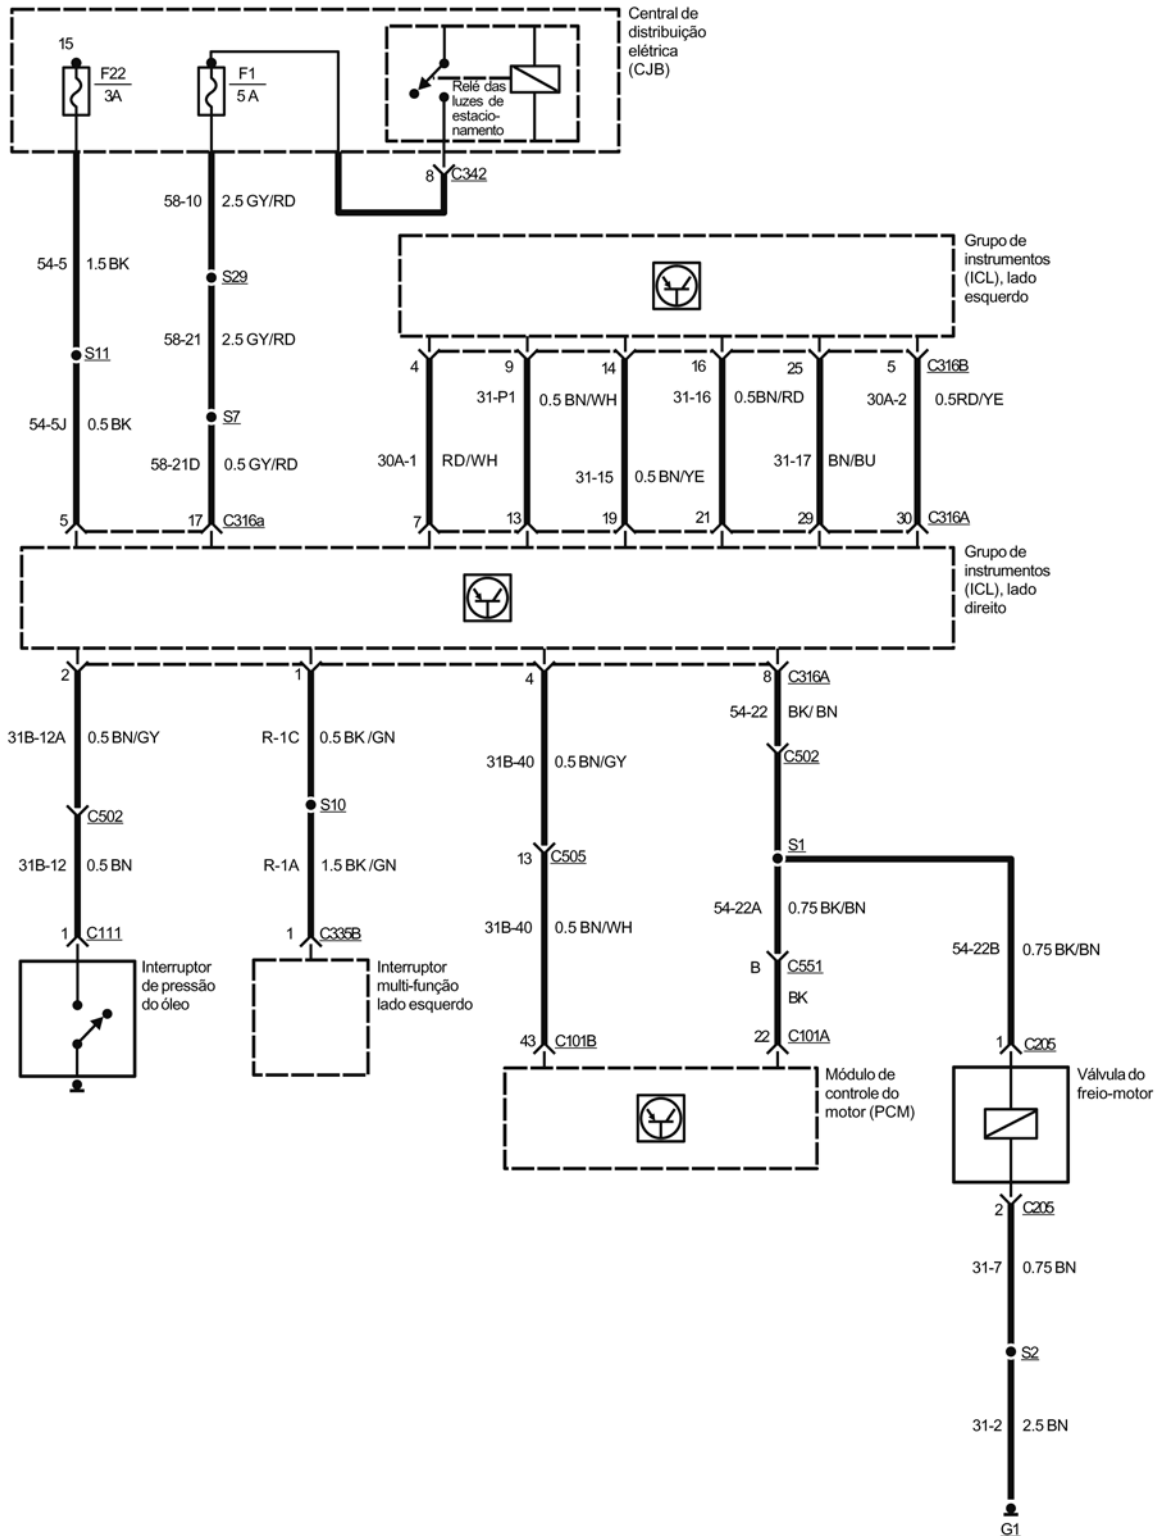 Central de
distribuição
elétrica
(CJB)
15
F22
3A
F1
5 A
Relé das
luzes de
estacio-
namento
8 C342
58-10 2.5 GY/RD
54-5 1.5 BK
S29
Grupo de
instrumentos
(ICL), lado
esquerdo
58-21 2.5 GY/RD
S11
4 9 14 16 25 5 C316B
31-P1 0.5 BN/WH 31-16 0.5BN/RD 30A-2 0.5RD/YE
54-5J 0.5 BK
S7
58-21D 0.5 GY/RD
30A-1 RD/WH
31-15 0.5 BN/YE
31-17 BN/BU
5 17 C316a
7 13 19 21 29 30 C316A
Grupo de
instrumentos
(ICL), lado
direito
2 1 4 8 C316A
54-22 BK/ BN
31B-12A 0.5 BN/GY
R-1C 0.5 BK /GN
31B-40 0.5 BN/GY
C502
S10
C502
S1
13 C505
31B-12 0.5 BN
R-1A 1.5 BK /GN
54-22A 0.75 BK/BN
31B-40 0.5 BN/WH
1 C111
1 C335B
54-22B 0.75 BK/BN
B C551
BK
Interruptor
de pressão
do óleo
Interruptor
multi-função
lado esquerdo
43 C101B
22 C101A
1 C205
Módulo de
controle do
motor (PCM)
Válvula do
freio-motor
2 C205
31-7 0.75 BN
S2
31-2 2.5 BN
G1